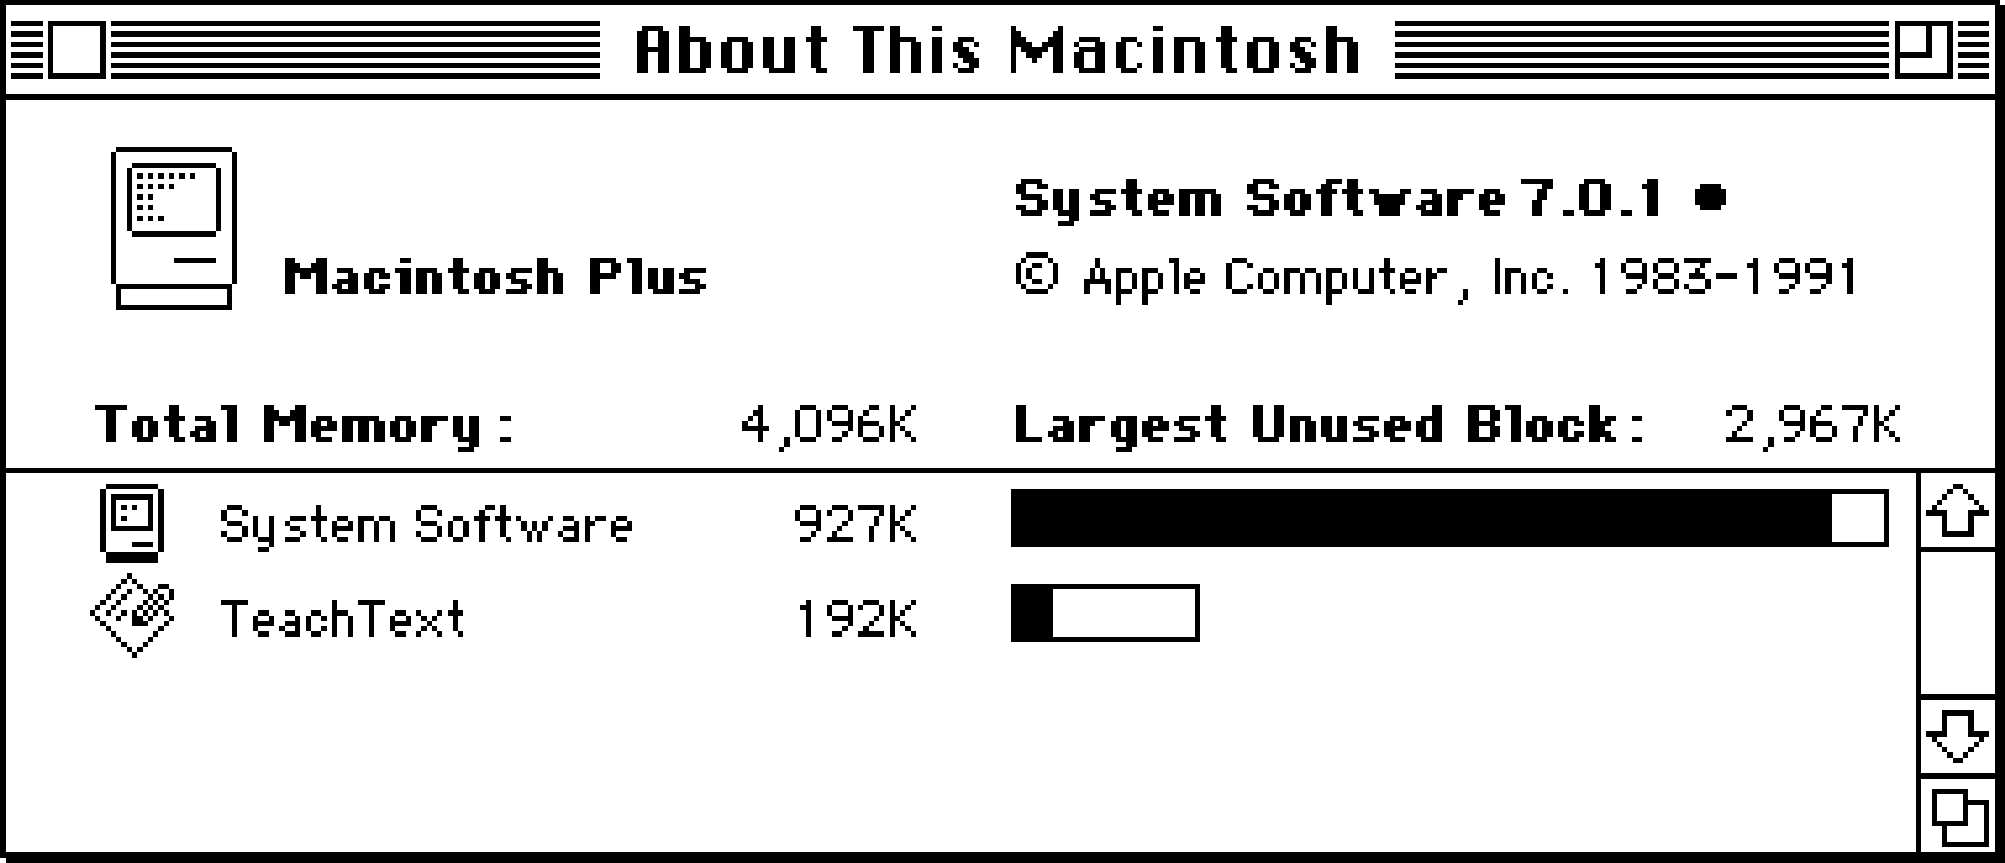 About This Macintosh
System Software 7.0.1 •
Macintosh Plus
© Apple Computer, Inc. 1983-1991
Total Memory: 4,096K Largest Unused Block: 2,967K
System Software 927K
TeachText 192K